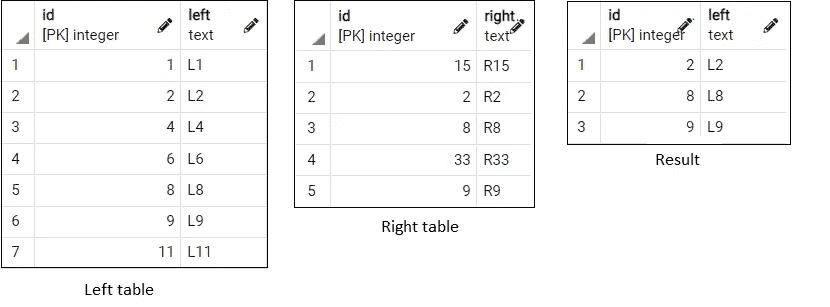 id left
[PK] integer text
1 1 L1
2 2 L2
3 4 L4
4 6 L6
5 8 L8
6 9 L9
7 11 L11
Left table
id right
[PK] integer text
1 15 R15
2 2 R2
3 8 R8
4 33 R33
5 9 R9
Right table
id left
[PK] integer text
1 2 L2
2 8 L8
3 9 L9
Result